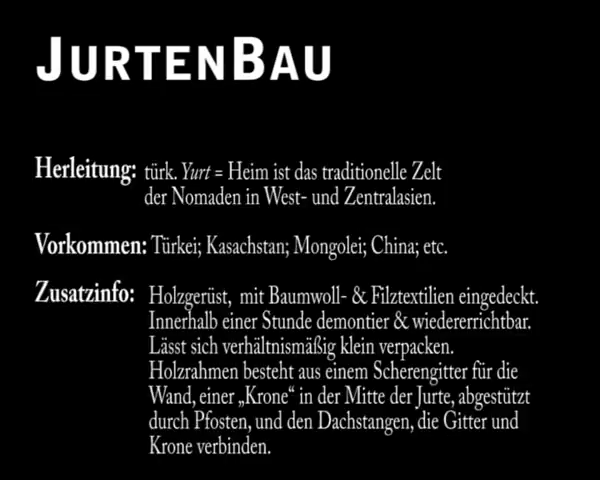 JURTENBAU
Herleitung: türk. Yurt = Heim ist das traditionelle Zelt
der Nomaden in West- und Zentralasien.
Vorkommen: Türkei; Kasachstan; Mongolei; China; etc.
Zusatzinfo: Holzgerüst, mit Baumwoll- & Filztextilien eingedeckt.
Innerhalb einer Stunde demontier & wiedererrichtbar.
Lässt sich verhältnismäßig klein verpacken.
Holzrahmen besteht aus einem Scherengitter für die
Wand, einer „Krone“ in der Mitte der Jurte, abgestützt
durch Pfosten, und den Dachstangen, die Gitter und
Krone verbinden.